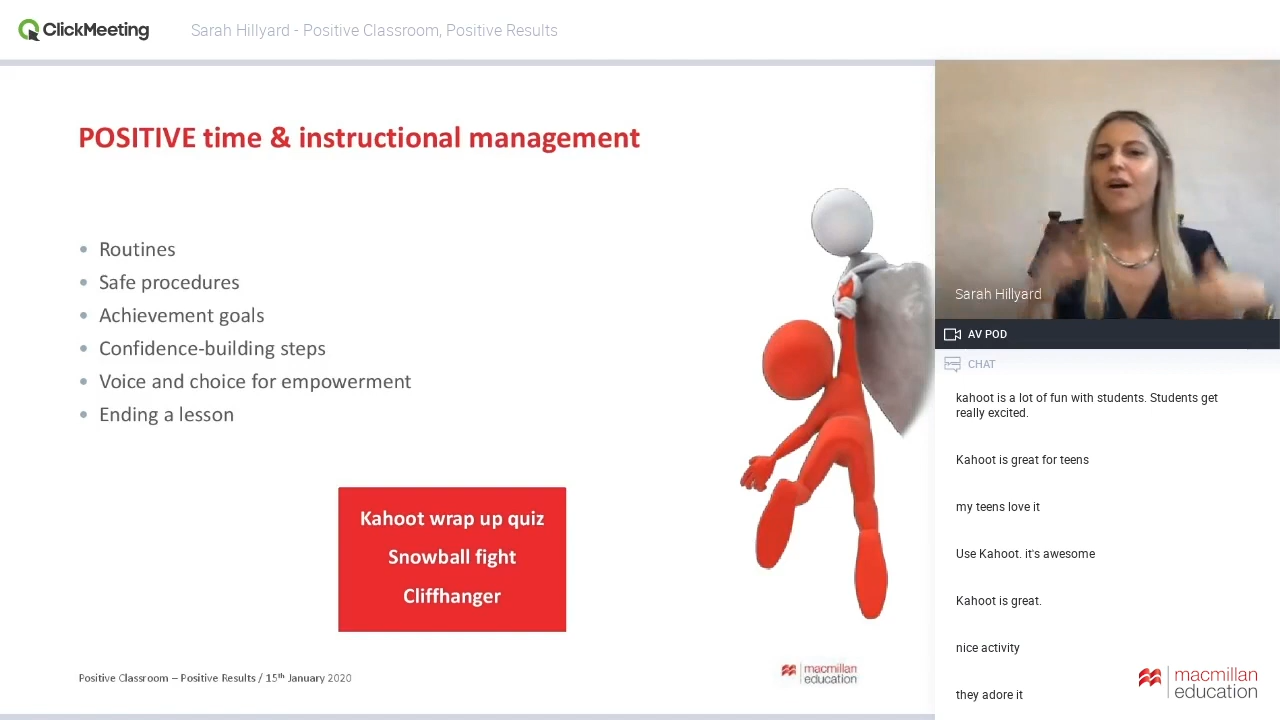 ClickMeeting
Sarah Hillyard - Positive Classroom, Positive Results
POSITIVE time & instructional management
• Routines
• Safe procedures
• Achievement goals
• Confidence-building steps
• Voice and choice for empowerment
• Ending a lesson
Kahoot wrap up quiz
Snowball fight
Cliffhanger
Positive Classroom – Positive Results / 15th January 2020
macmillan
education
Sarah Hillyard
AV POD
CHAT
kahoot is a lot of fun with students. Students get
really excited.
Kahoot is great for teens
my teens love it
Use Kahoot. it's awesome
Kahoot is great.
nice activity
they adore it
macmillan
education